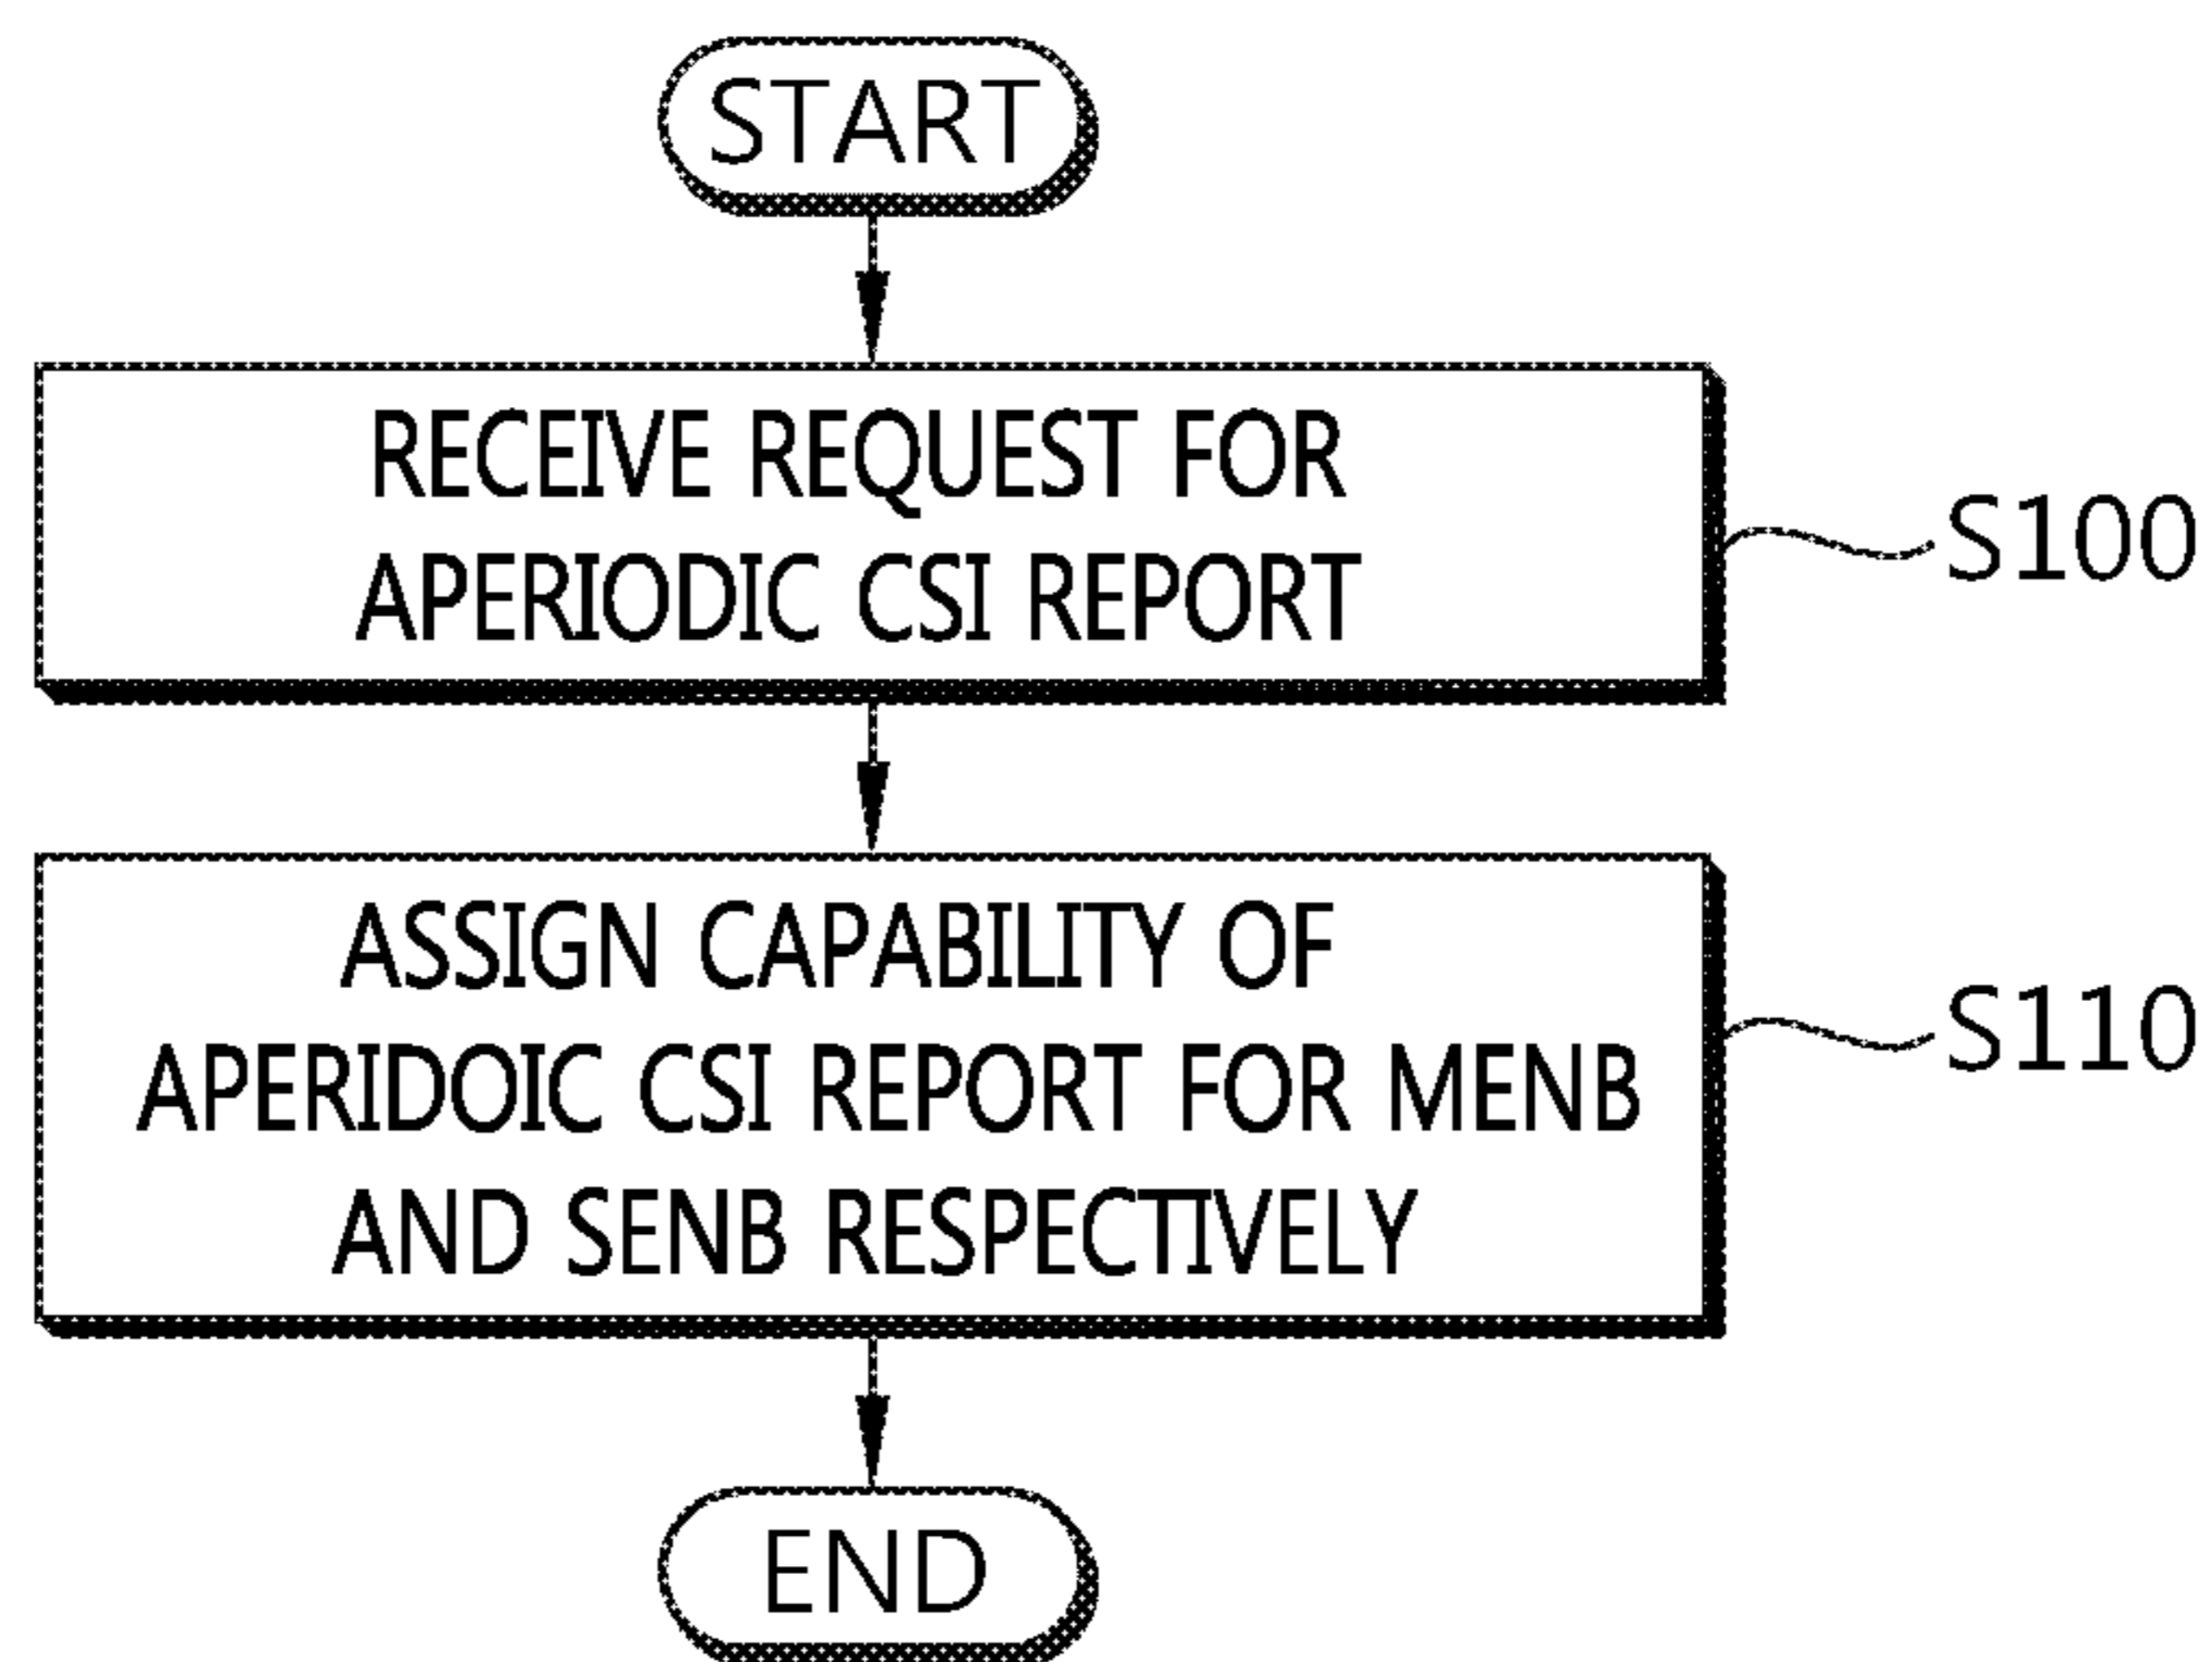 START
RECEIVE REQUEST FOR
APERIODIC CSI REPORT
S100
ASSIGN CAPABILITY OF
APERIDOIC CSI REPORT FOR MENB
AND SENB RESPECTIVELY
S110
END